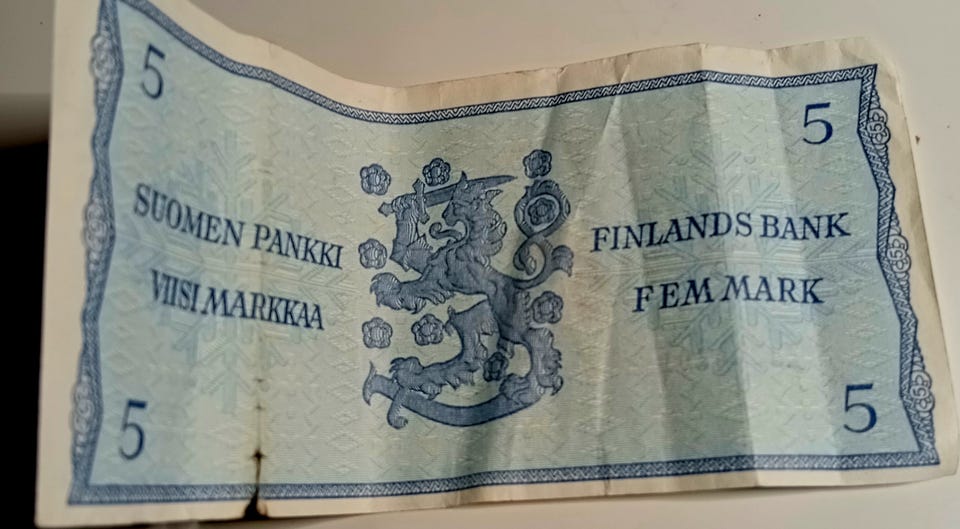 5
5
SUOMEN PANKKI
VIISI MARKKAA
FINLANDS BANK
FEM MARK
5
5